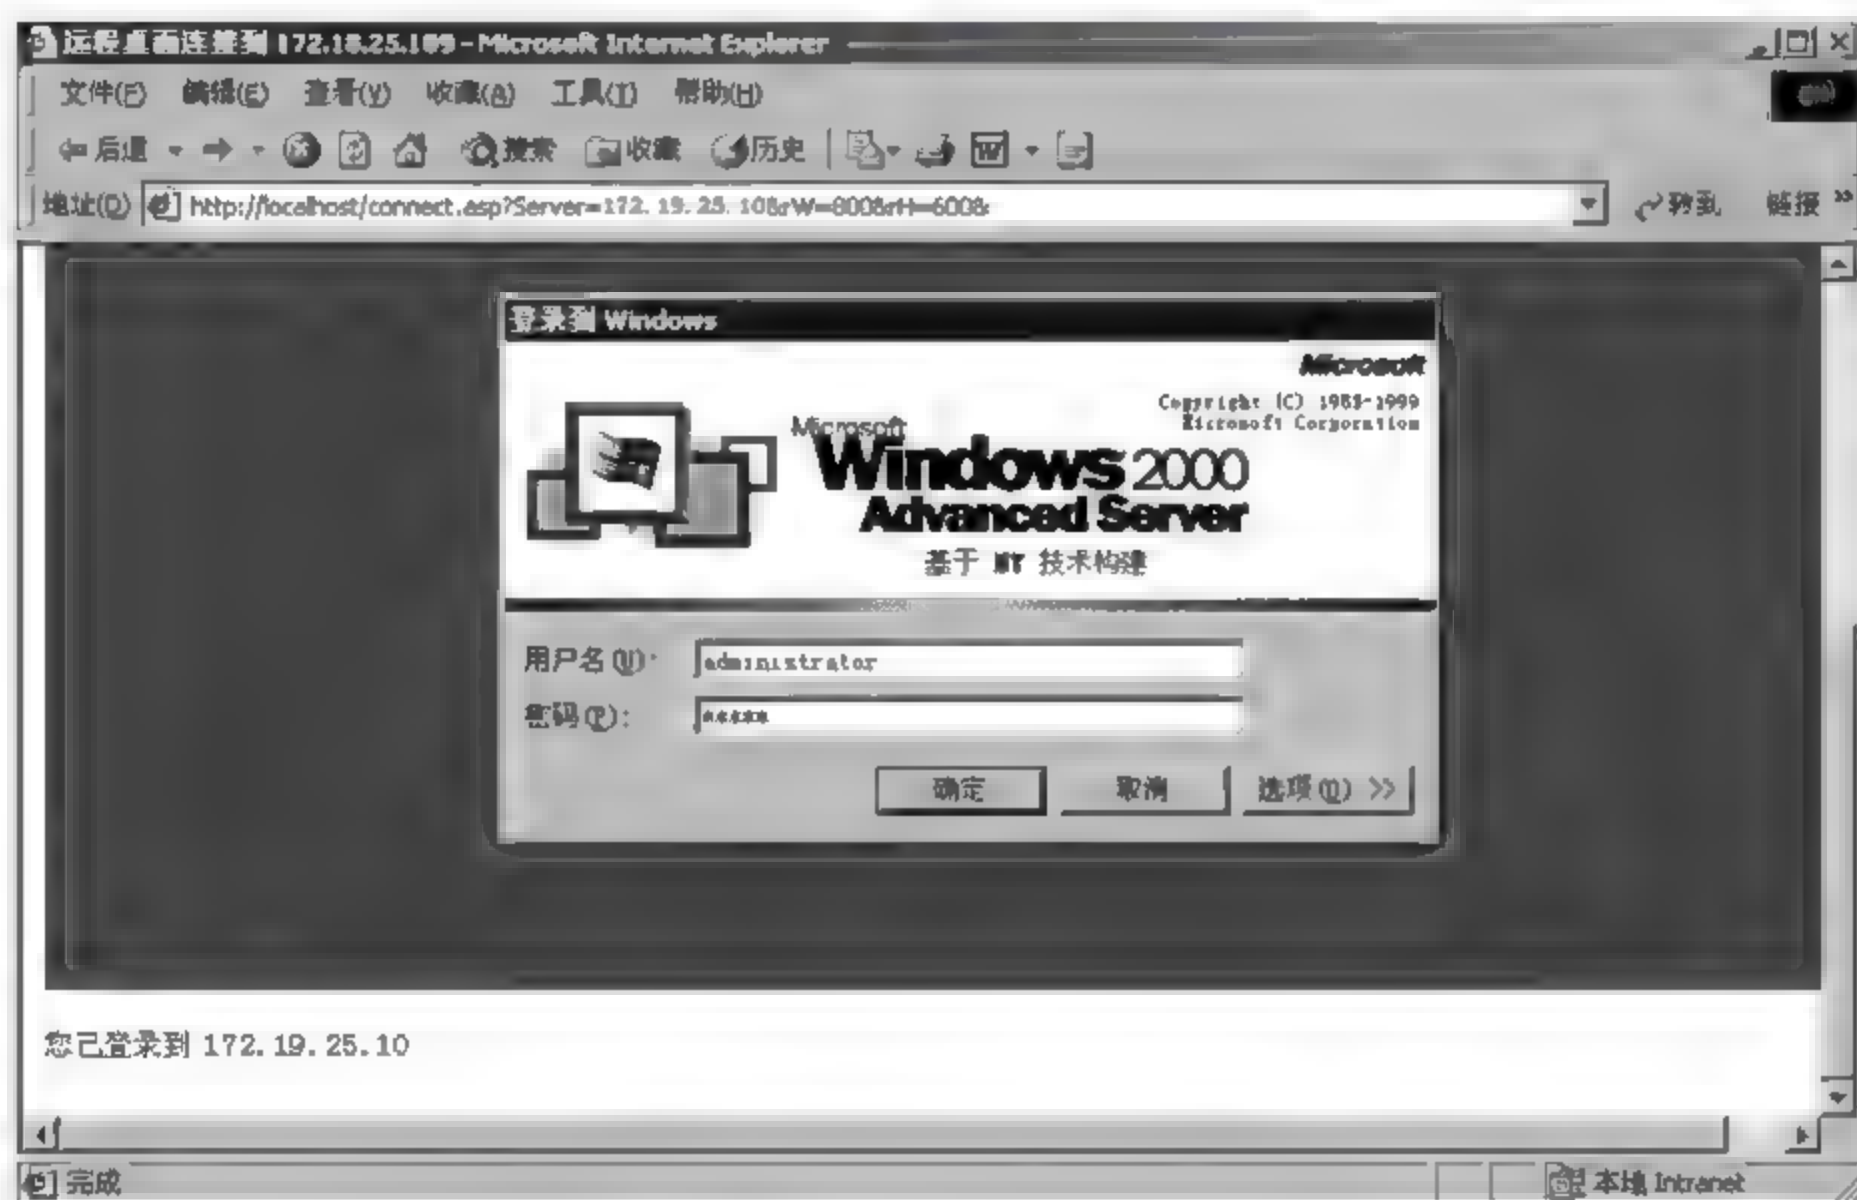 远程桌面连接到 172.18.25.109 - Microsoft Internet Explorer
文件(F) 编辑(E) 查看(V) 收藏(A) 工具(T) 帮助(H)
后退 搜索 收藏 历史
地址(D) http://localhost/connect.asp?Server=172.19.25.10&rW=800&rH=600& 转到 链接 »
登录到 Windows
Microsoft
Copyright (C) 1985-1999
Microsoft Corporation
Microsoft
Windows 2000
Advanced Server
基于 NT 技术构建
用户名(U):
administrator
密码(P):
*****
确定 取消 选项(O) >>
您已登录到 172.19.25.10
完成 本地 Intranet